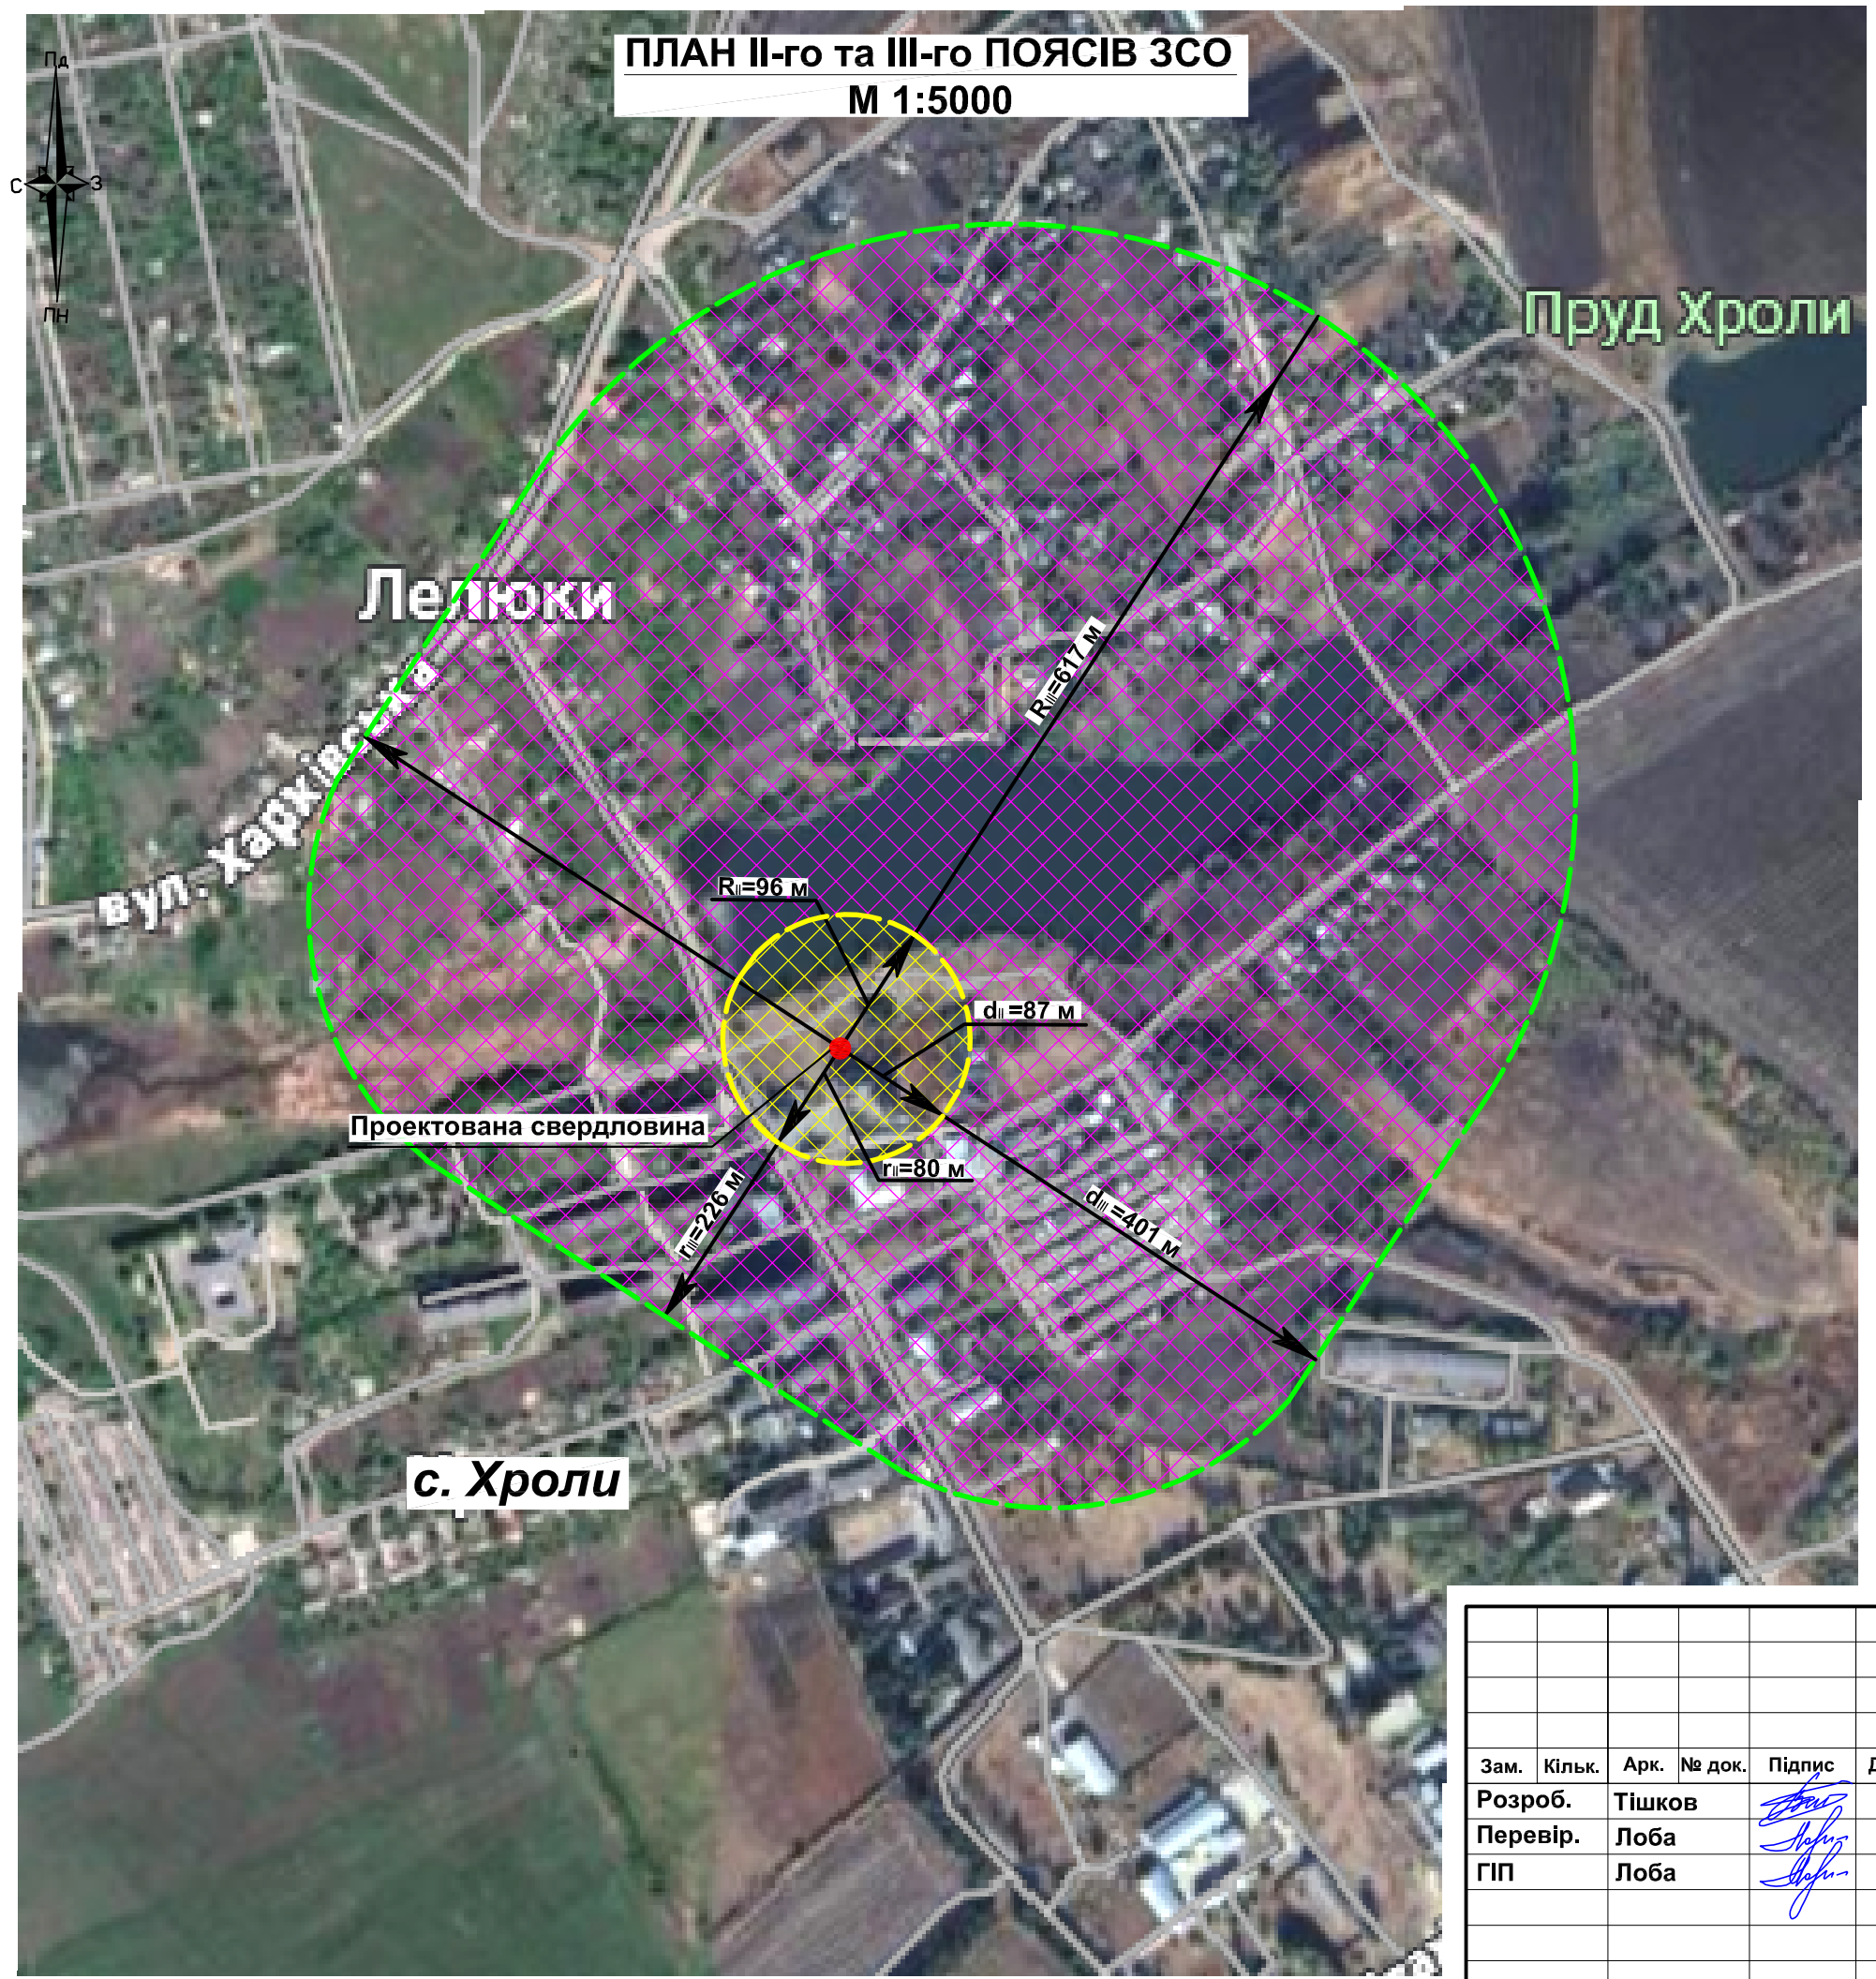 ПЛАН II-го та III-го ПОЯСІВ ЗСО
М 1:5000
Пд
С
З
ПН
Пруд Хроли
Лелюки
вул. Харківська
RIII=617 м
RII=96 м
dII=87 м
Проектована свердловина
rII=80 м
rIII=226 м
dIII=401 м
с. Хроли
Зам. Кільк. Арк. № док. Підпис
Розроб. Тішков
Перевір. Лоба
ГІП Лоба